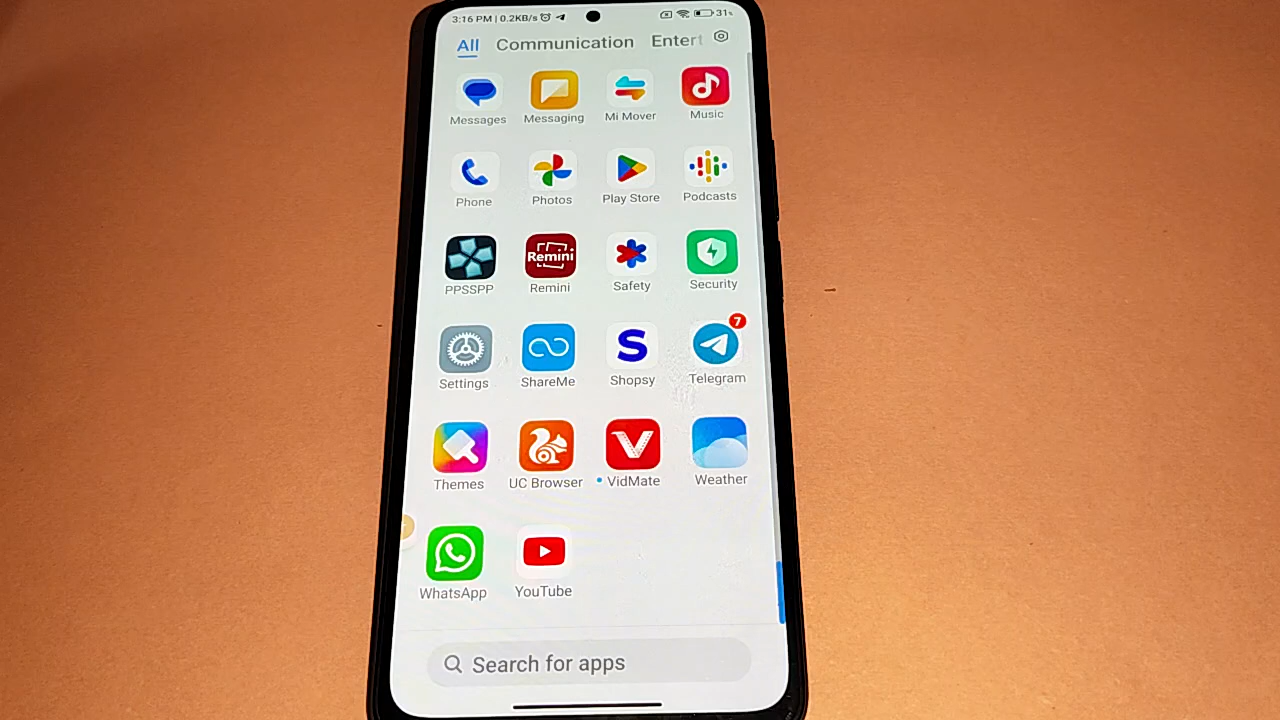 3:16 PM | 0.2KB/s
31%
All Communication Entert
Messages Messaging Mi Mover Music
Phone Photos Play Store Podcasts
Remini
PPSSPP Remini Safety Security
7
Settings ShareMe Shopsy Telegram
Themes UC Browser VidMate Weather
WhatsApp YouTube
Search for apps